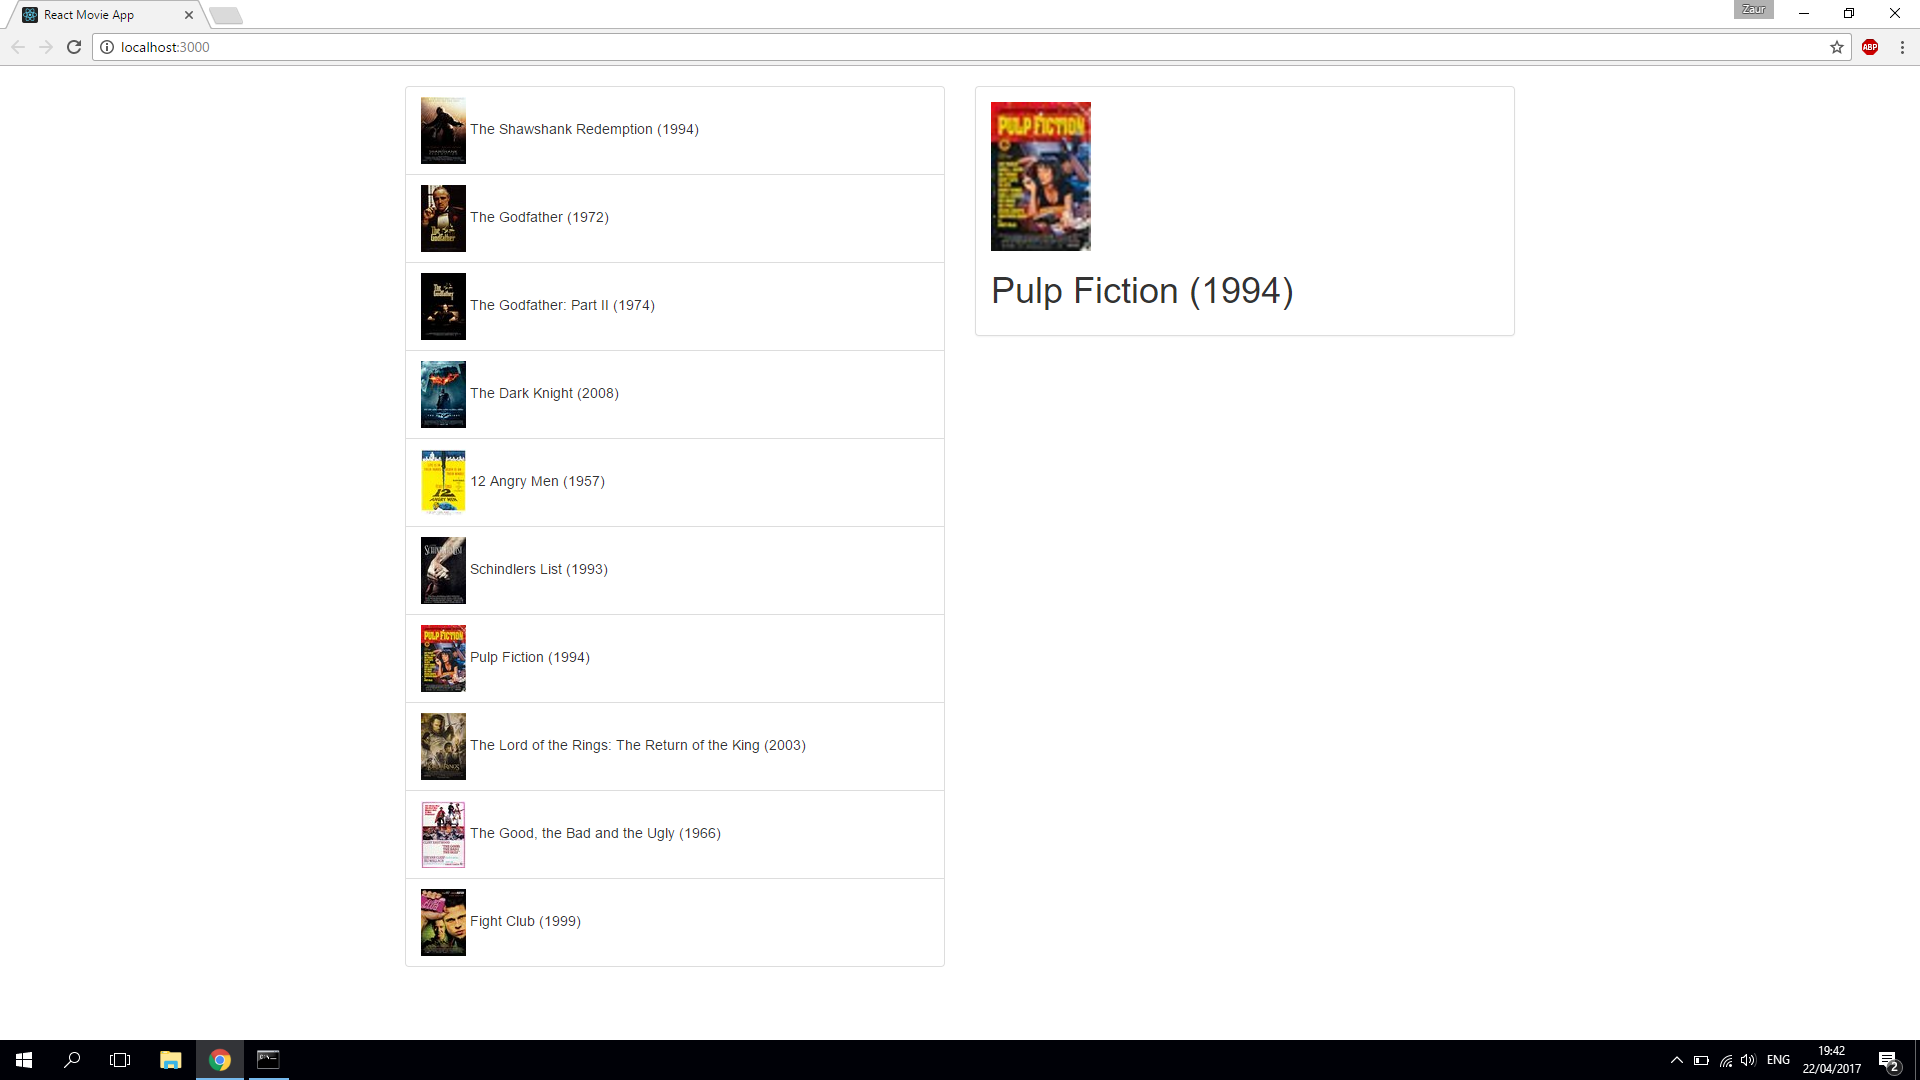 React Movie App
Zaur
localhost:3000
ABP
The Shawshank Redemption (1994)
The Godfather (1972)
The Godfather: Part II (1974)
The Dark Knight (2008)
12 Angry Men (1957)
Schindlers List (1993)
PULP FICTION
Pulp Fiction (1994)
The Lord of the Rings: The Return of the King (2003)
The Good, the Bad and the Ugly (1966)
Fight Club (1999)
PULP FICTION
Pulp Fiction (1994)
ENG
19:42
22/04/2017
2